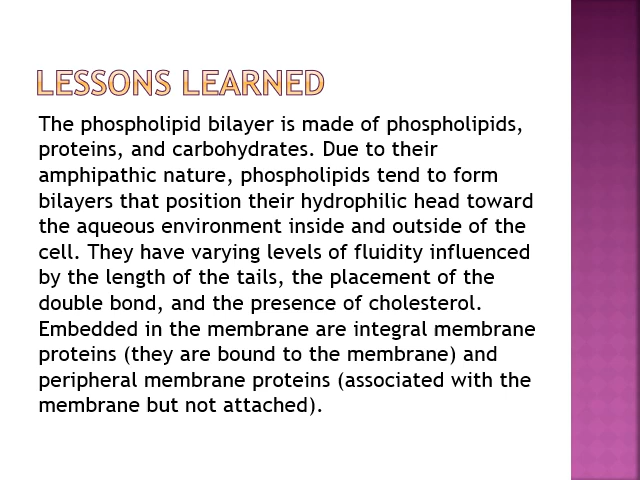 LESSONS LEARNED
The phospholipid bilayer is made of phospholipids,
proteins, and carbohydrates. Due to their
amphipathic nature, phospholipids tend to form
bilayers that position their hydrophilic head toward
the aqueous environment inside and outside of the
cell. They have varying levels of fluidity influenced
by the length of the tails, the placement of the
double bond, and the presence of cholesterol.
Embedded in the membrane are integral membrane
proteins (they are bound to the membrane) and
peripheral membrane proteins (associated with the
membrane but not attached).